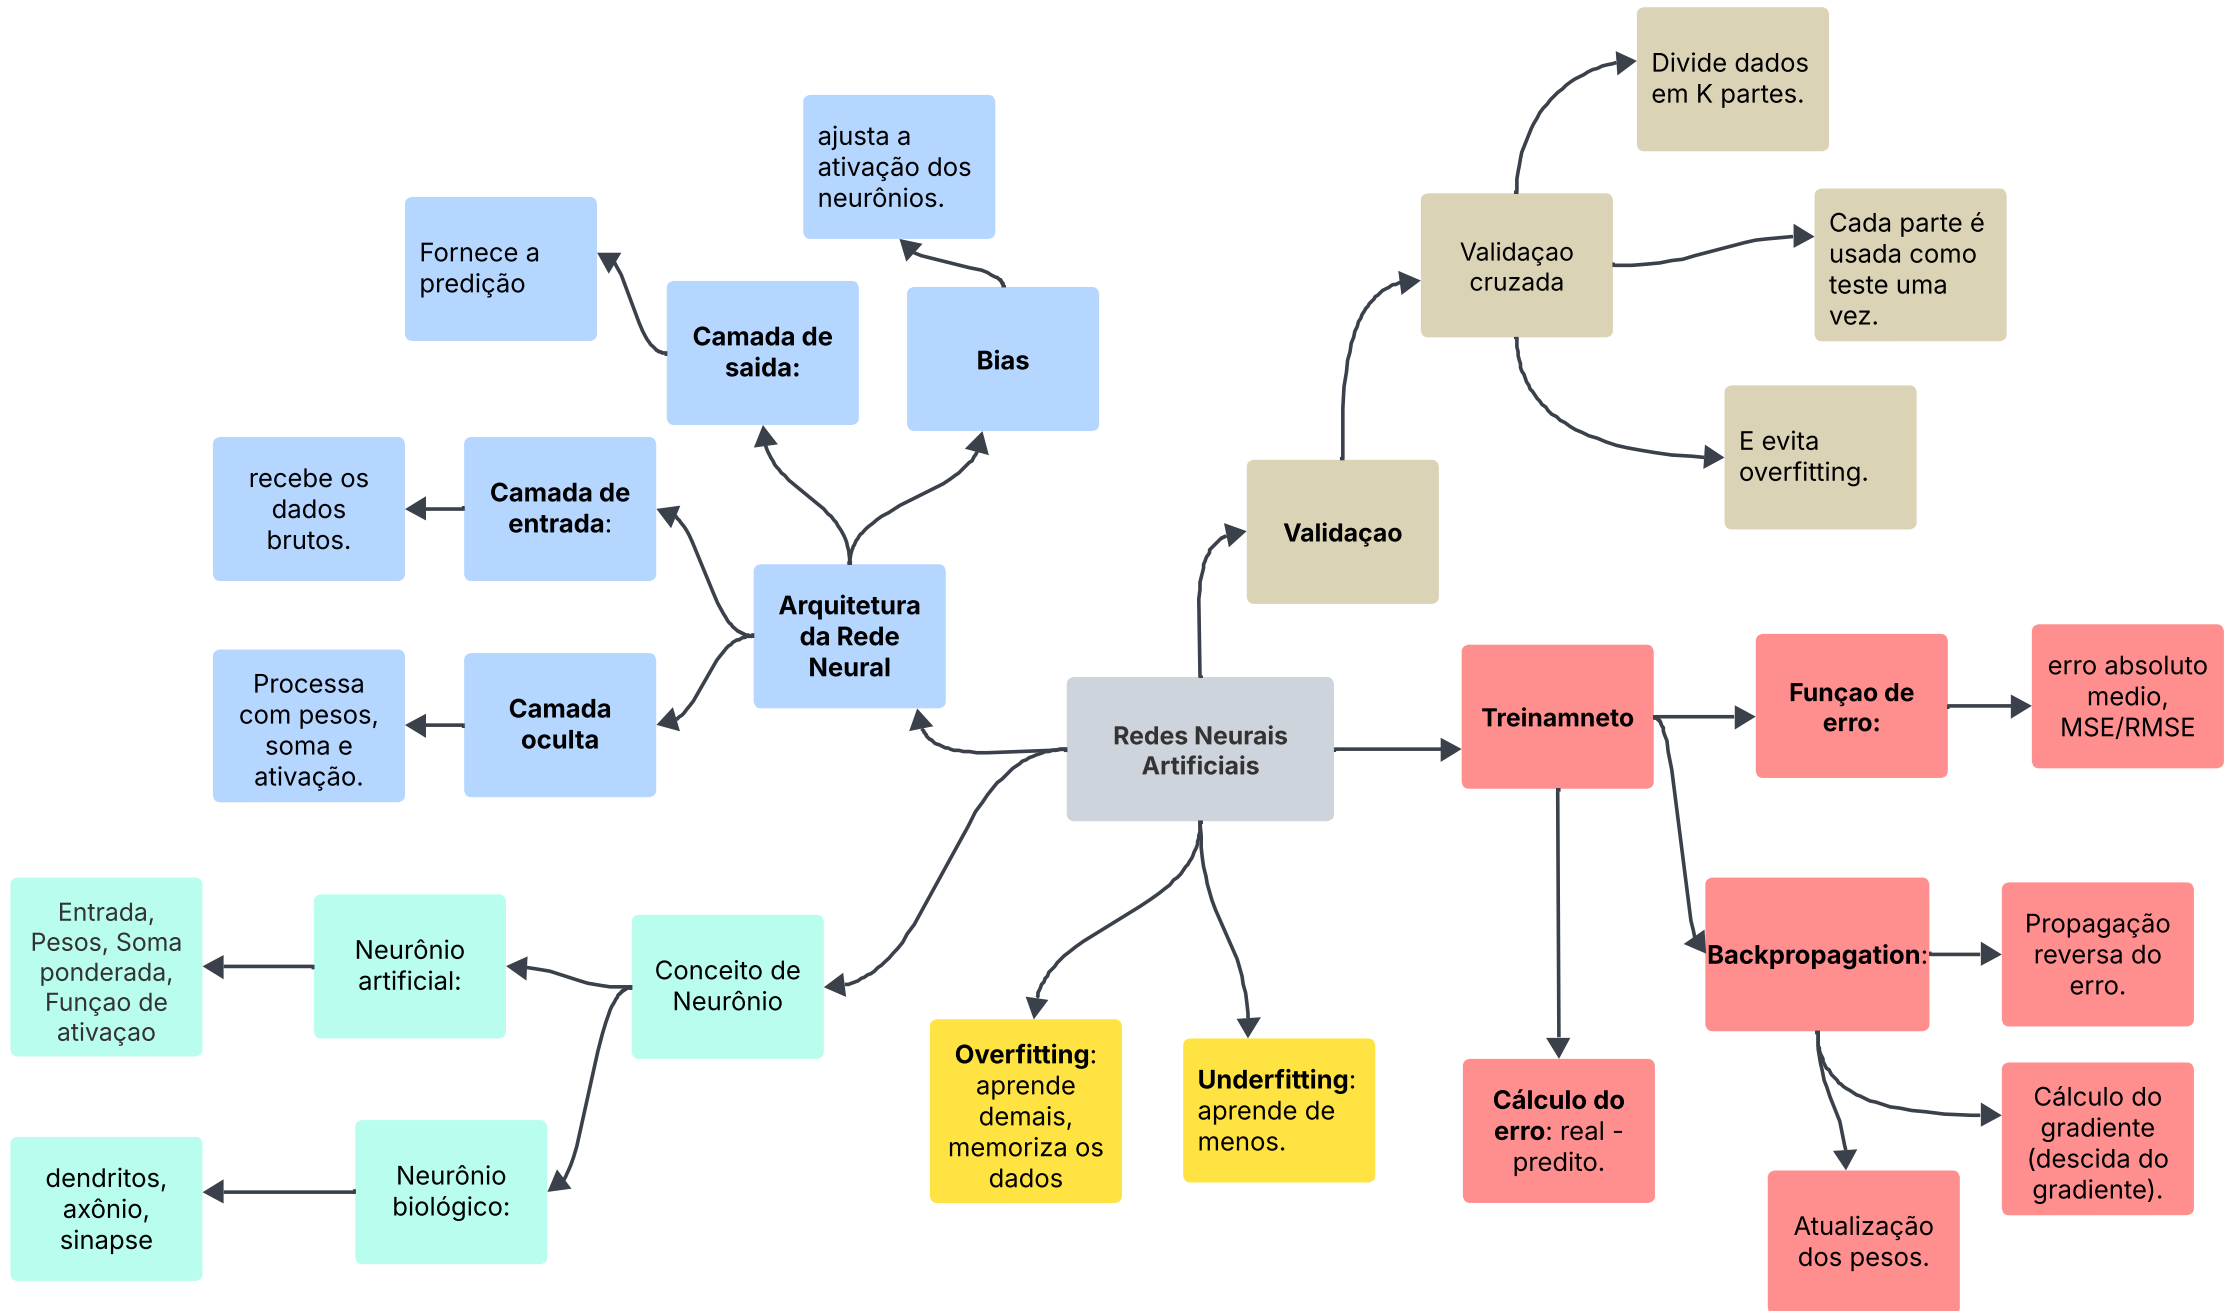 Divide dados
em K partes.
ajusta a
ativação dos
neurônios.
Fornece a
predição
Validaçao
cruzada
Cada parte é
usada como
teste uma
vez.
Camada de
saida:
Bias
E evita
overfitting.
recebe os
dados
brutos.
Camada de
entrada:
Validaçao
Arquitetura
da Rede
Neural
Processa
com pesos,
soma e
ativação.
Camada
oculta
Redes Neurais
Artificiais
Treinamneto
Funçao de
erro:
erro absoluto
medio,
MSE/RMSE
Entrada,
Pesos, Soma
ponderada,
Funçao de
ativaçao
Neurônio
artificial:
Conceito de
Neurônio
Backpropagation:
Propagação
reversa do
erro.
Overfitting:
aprende
demais,
memoriza os
dados
Underfitting:
aprende de
menos.
Cálculo do
erro: real -
predito.
Cálculo do
gradiente
(descida do
gradiente).
dendritos,
axônio,
sinapse
Neurônio
biológico:
Atualização
dos pesos.